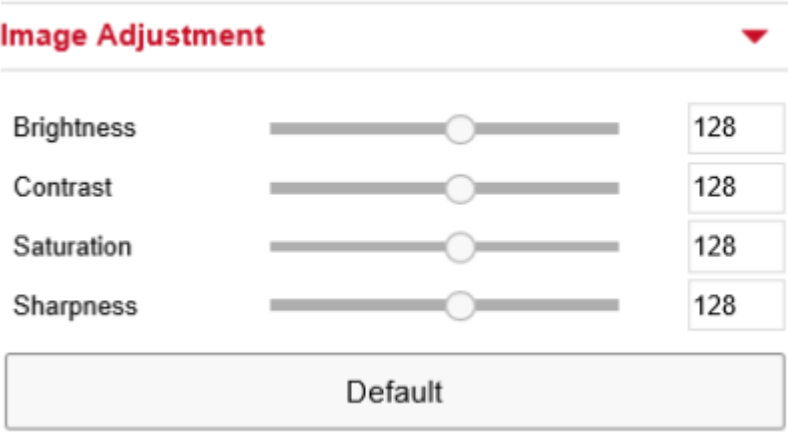 Image Adjustment
Brightness 128
Contrast 128
Saturation 128
Sharpness 128
Default